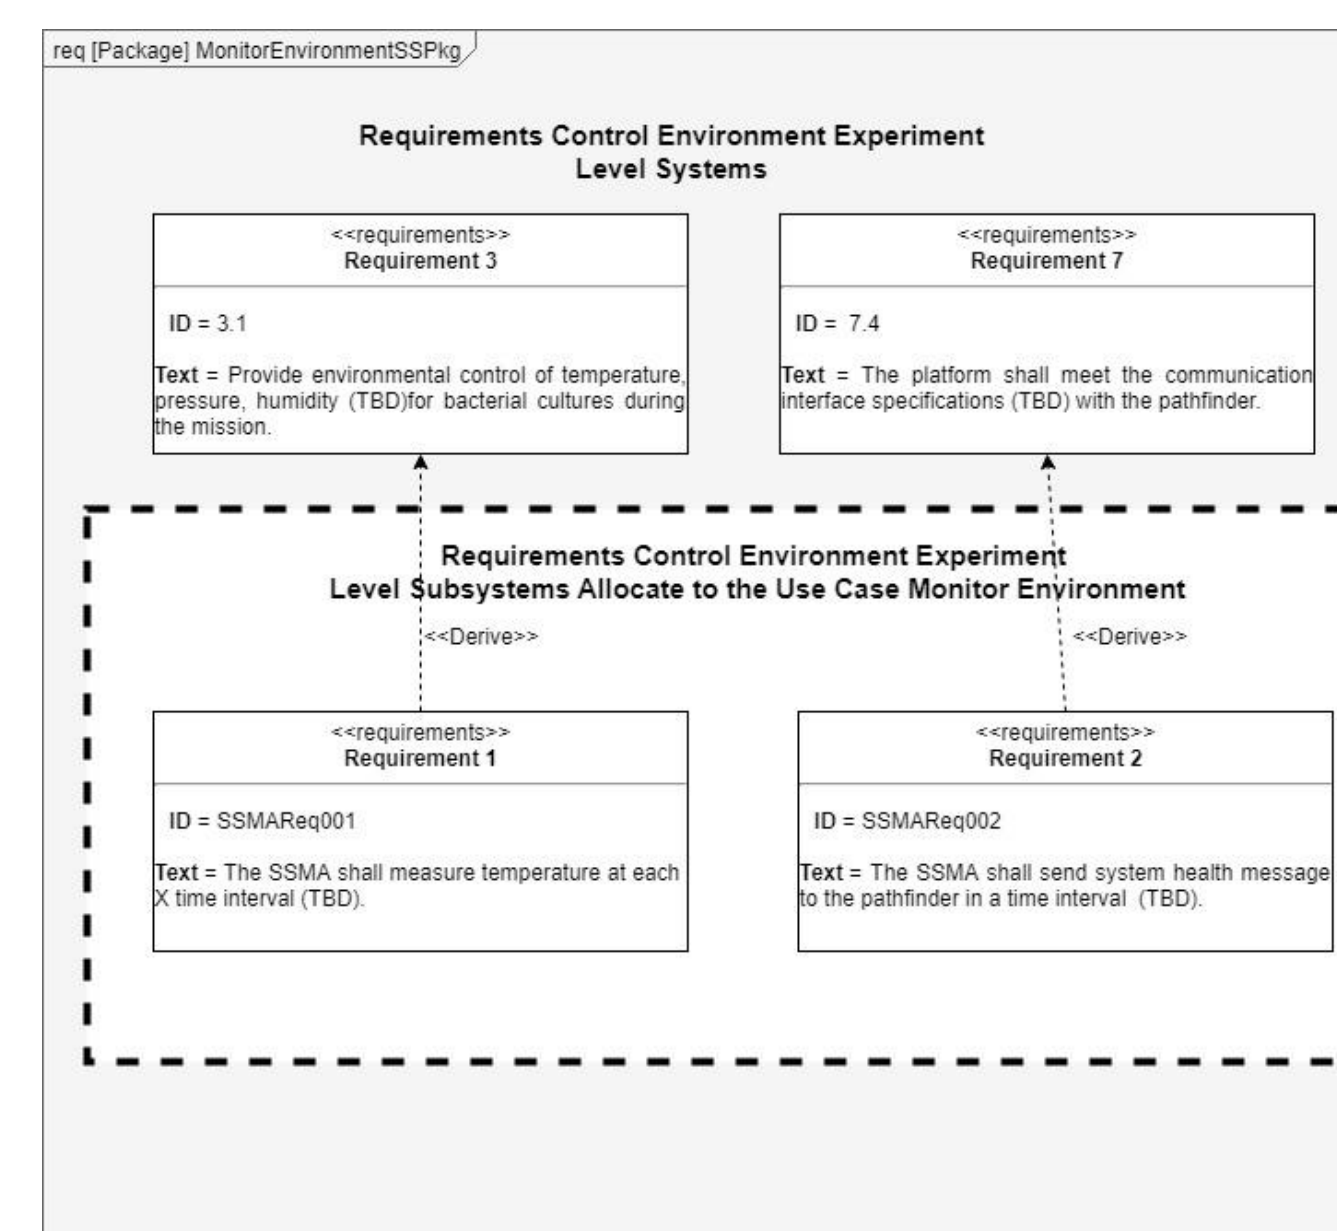 req [Package] MonitorEnvironmentSSPkg
Requirements Control Environment Experiment
Level Systems
<<requirements>>
Requirement 3
ID = 3.1
Text = Provide environmental control of temperature,
pressure, humidity (TBD)for bacterial cultures during
the mission.
<<requirements>>
Requirement 7
ID = 7.4
Text = The platform shall meet the communication
interface specifications (TBD) with the pathfinder.
Requirements Control Environment Experiment
Level Subsystems Allocate to the Use Case Monitor Environment
<<Derive>>
<<Derive>>
<<requirements>>
Requirement 1
ID = SSMAReq001
Text = The SSMA shall measure temperature at each
X time interval (TBD).
<<requirements>>
Requirement 2
ID = SSMAReq002
Text = The SSMA shall send system health message
to the pathfinder in a time interval (TBD).